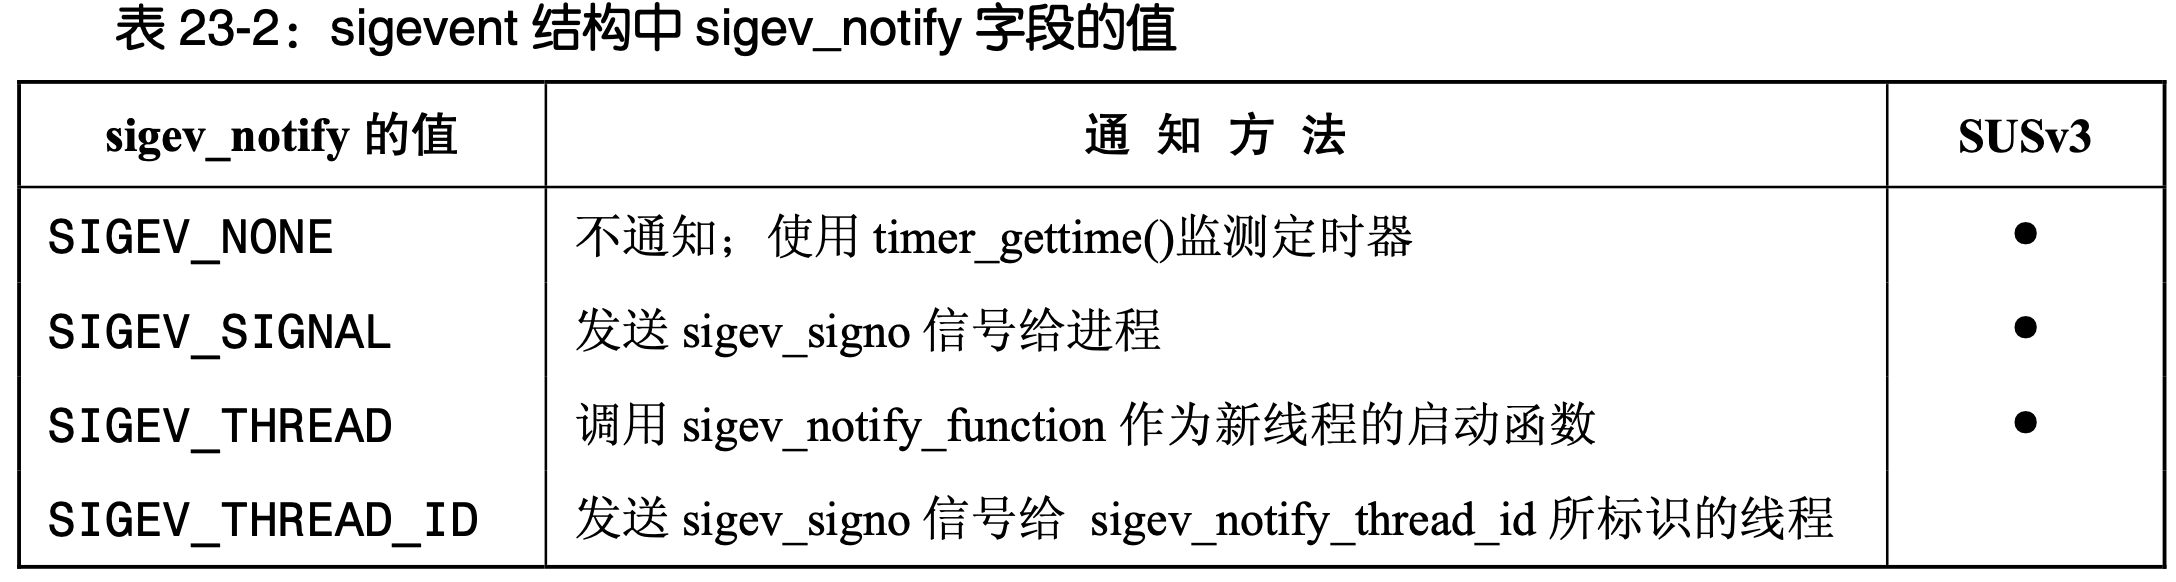 表 23-2：sigevent 结构中 sigev_notify 字段的值
sigev_notify 的值 通 知 方 法 SUSv3
SIGEV_NONE 不通知；使用 timer_gettime()监测定时器 •
SIGEV_SIGNAL 发送 sigev_signo 信号给进程 •
SIGEV_THREAD 调用 sigev_notify_function 作为新线程的启动函数 •
SIGEV_THREAD_ID 发送 sigev_signo 信号给 sigev_notify_thread_id 所标识的线程